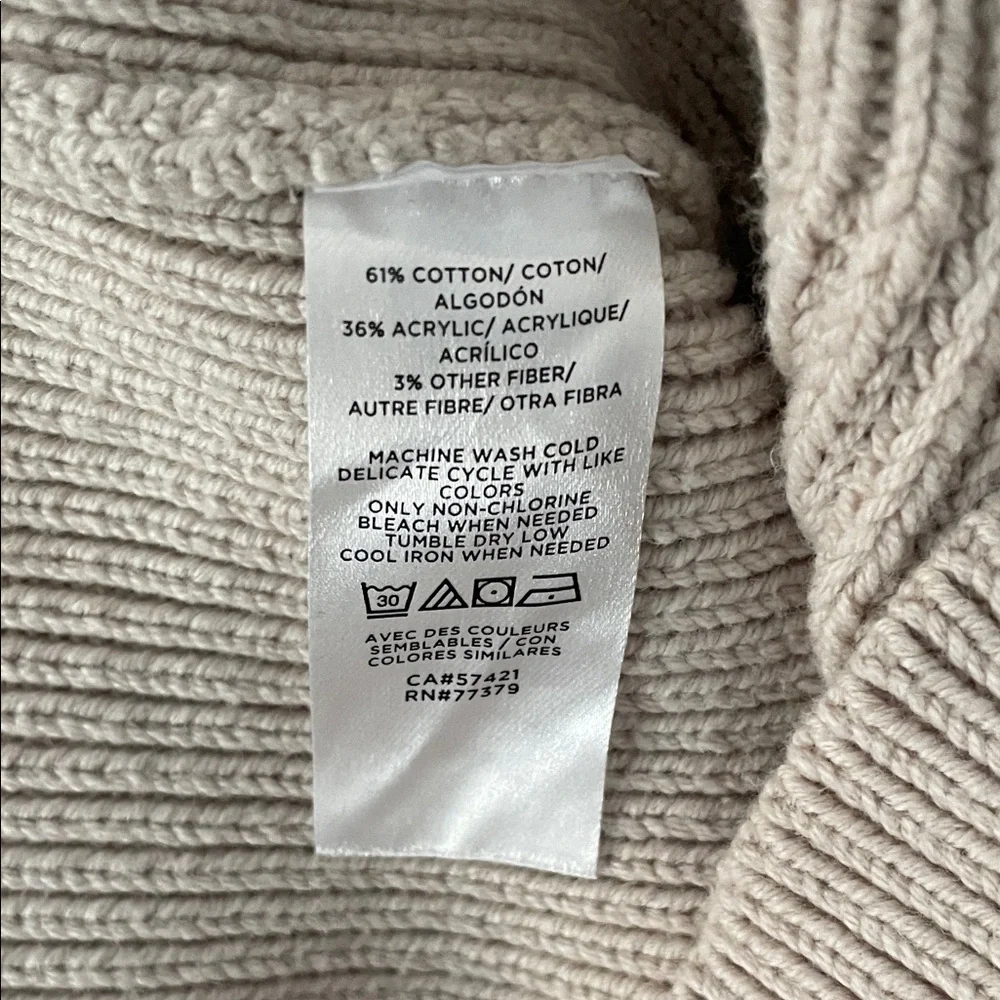 61% COTTON/ COTON/
ALGODÓN
36% ACRYLIC/ ACRYLIQUE/
ACRÍLICO
3% OTHER FIBER/
AUTRE FIBRE/ OTRA FIBRA
MACHINE WASH COLD
DELICATE CYCLE WITH LIKE
COLORS
ONLY NON-CHLORINE
BLEACH WHEN NEEDED
TUMBLE DRY LOW
COOL IRON WHEN NEEDED
30
AVEC DES COULEURS
SEMBLABLES / CON
COLORES SIMILARES
CA#57421
RN#77379